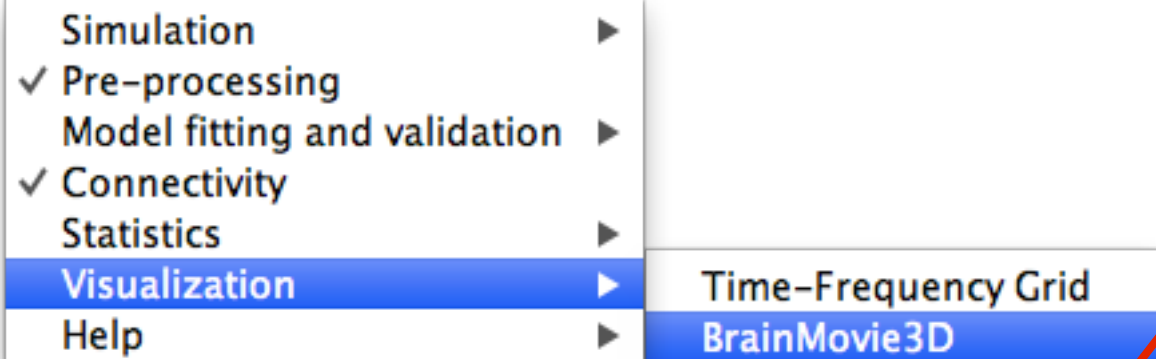 Simulation
Pre-processing
Model fitting and validation
Connectivity
Statistics
Visualization
Help
Time-Frequency Grid
BrainMovie3D